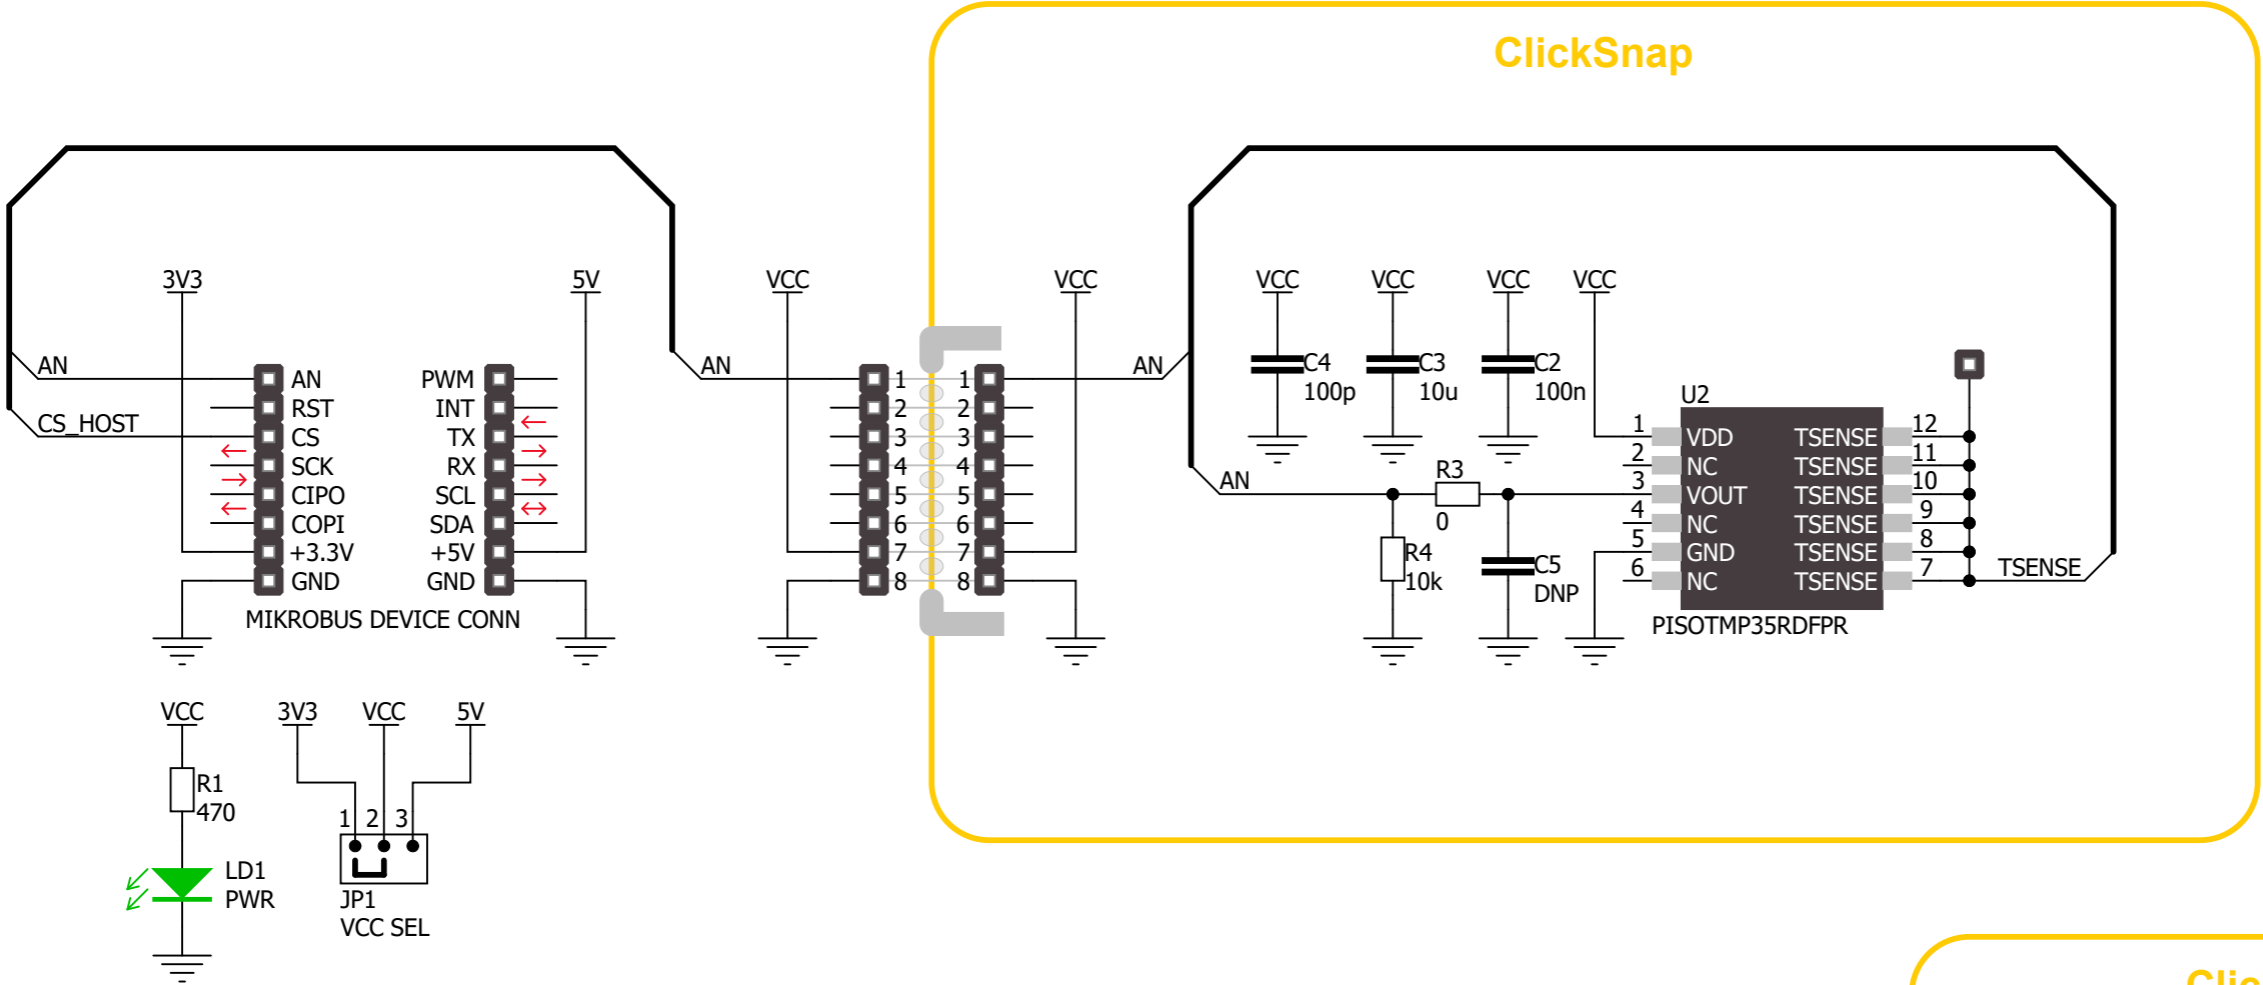 ClickSnap
3V3
5V
VCC
VCC
VCC
VCC
VCC
VCC
AN
CS_HOST
AN
RST
CS
SCK
CIPO
COPI
+3.3V
GND
PWM
INT
TX
RX
SCL
SDA
+5V
GND
MIKROBUS DEVICE CONN
AN
1
2
3
4
5
6
7
8
1
2
3
4
5
6
7
8
AN
C4
100p
C3
10u
C2
100n
AN
R3
0
R4
10k
C5
DNP
U2
1
2
3
4
5
6
VDD
NC
VOUT
NC
GND
NC
TSENSE
TSENSE
TSENSE
TSENSE
TSENSE
TSENSE
12
11
10
9
8
7
TSENSE
PISOTMP35RDFPR
VCC
R1
470
LD1
PWR
3V3
VCC
5V
1 2 3
JP1
VCC SEL